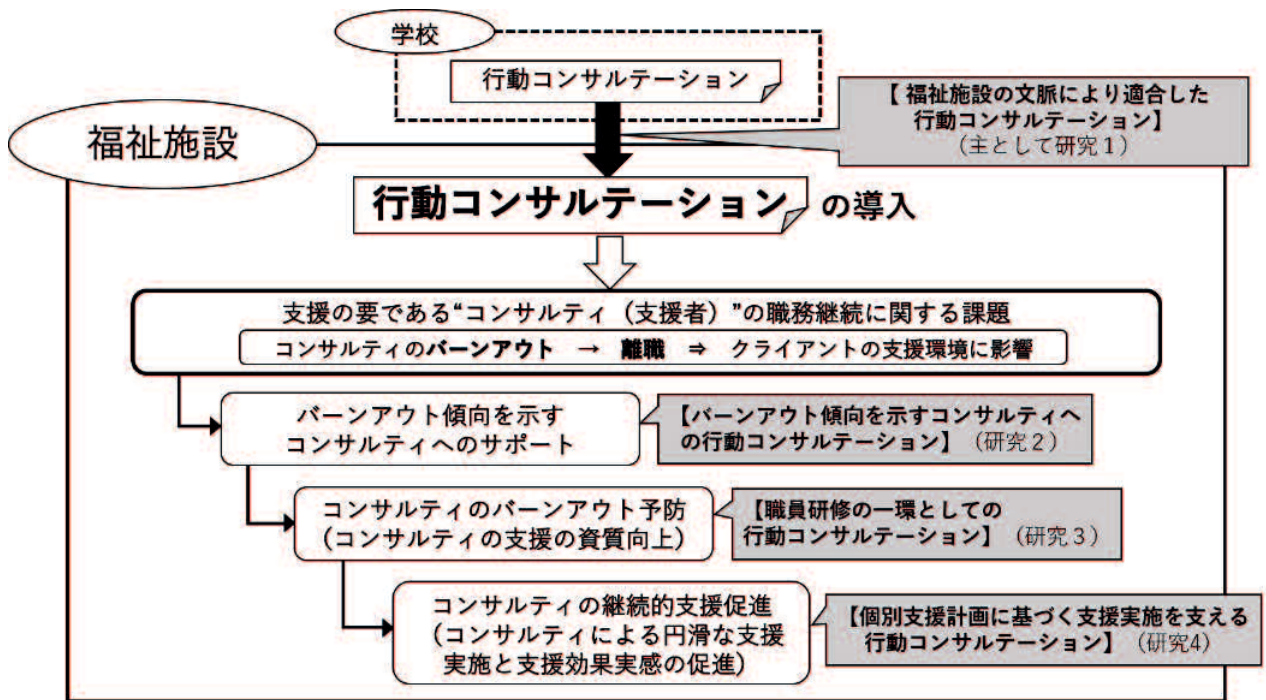 学校
行動コンサルテーション
【 福祉施設の文脈により適合した
行動コンサルテーション】
（主として研究１）
福祉施設
行動コンサルテーション の導入
支援の要である“コンサルティ（支援者）”の職務継続に関する課題
コンサルティのバーンアウト → 離職 ⇒ クライアントの支援環境に影響
バーンアウト傾向を示す
コンサルティへのサポート
【バーンアウト傾向を示すコンサルティへ
の行動コンサルテーション】（研究２）
コンサルティのバーンアウト予防
(コンサルティの支援の資質向上)
【職員研修の一環としての
行動コンサルテーション】（研究３）
コンサルティの継続的支援促進
(コンサルティによる円滑な支援
実施と支援効果実感の促進)
【個別支援計画に基づく支援実施を支える
行動コンサルテーション】（研究4）